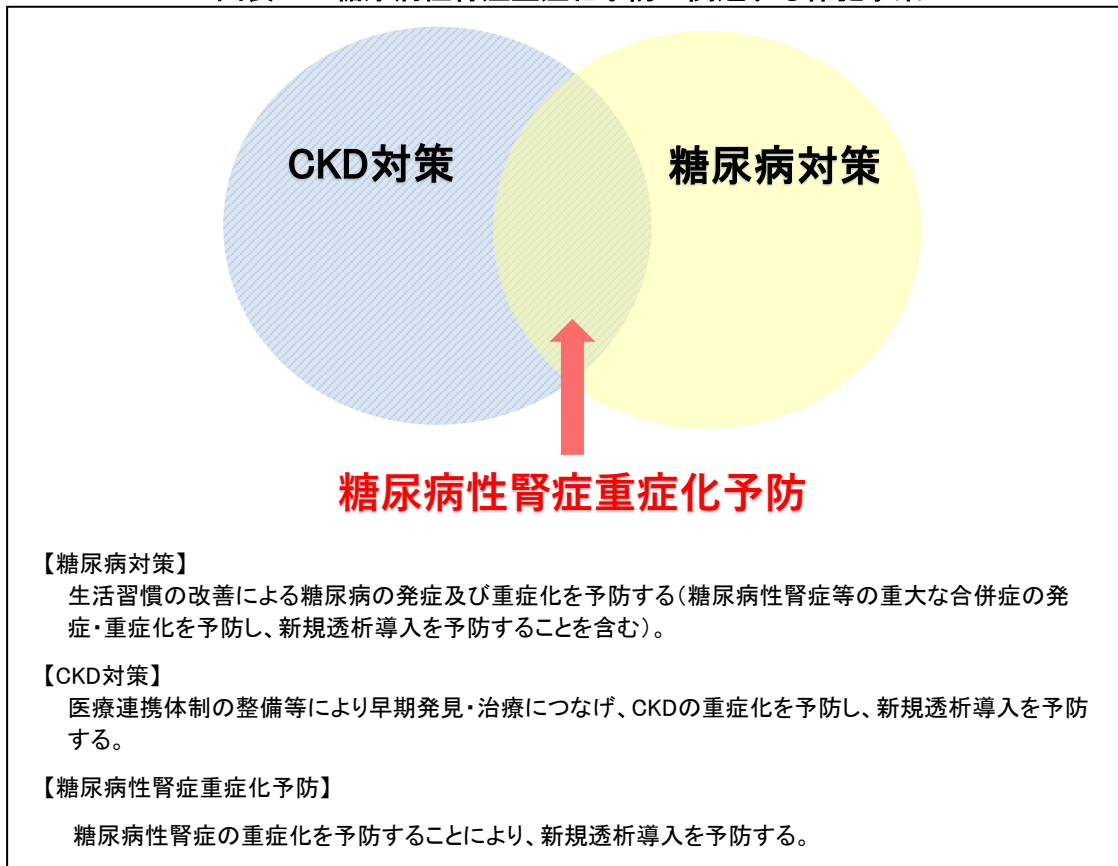 CKD対策
糖尿病対策
糖尿病性腎症重症化予防
【糖尿病対策】
生活習慣の改善による糖尿病の発症及び重症化を予防する(糖尿病性腎症等の重大な合併症の発
症・重症化を予防し、新規透析導入を予防することを含む)。
【CKD対策】
医療連携体制の整備等により早期発見・治療につなげ、CKDの重症化を予防し、新規透析導入を予防
する。
【糖尿病性腎症重症化予防】
糖尿病性腎症の重症化を予防することにより、新規透析導入を予防する。